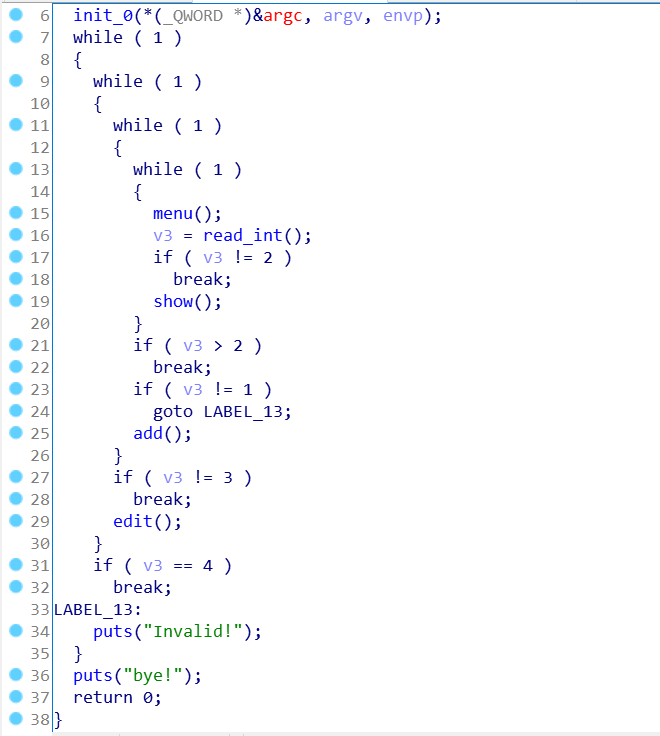 6 init_0(*(_QWORD *)&argc, argv, envp);
7 while ( 1 )
8 {
9 while ( 1 )
10 {
11 while ( 1 )
12 {
13 while ( 1 )
14 {
15 menu();
16 v3 = read_int();
17 if ( v3 != 2 )
18 break;
19 show();
20 }
21 if ( v3 > 2 )
22 break;
23 if ( v3 != 1 )
24 goto LABEL_13;
25 add();
26 }
27 if ( v3 != 3 )
28 break;
29 edit();
30 }
31 if ( v3 == 4 )
32 break;
33 LABEL_13:
34 puts("Invalid!");
35 }
36 puts("bye!");
37 return 0;
38 }